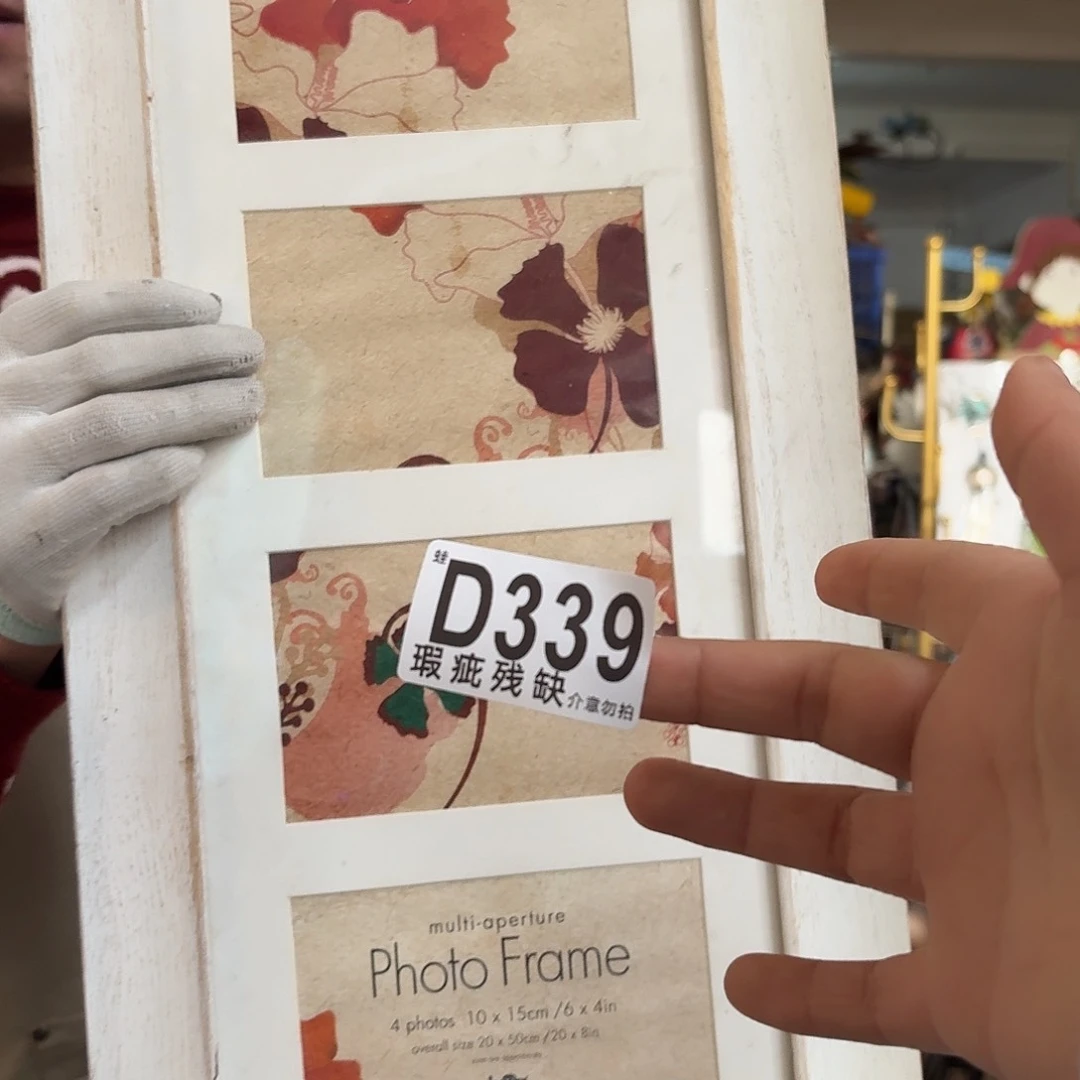 蛙
D339
瑕疵残缺
介意勿拍
multi-aperture
Photo Frame
4 photos 10 x 15cm /6 x 4in
overall size 20 x 50cm /20 x 8in